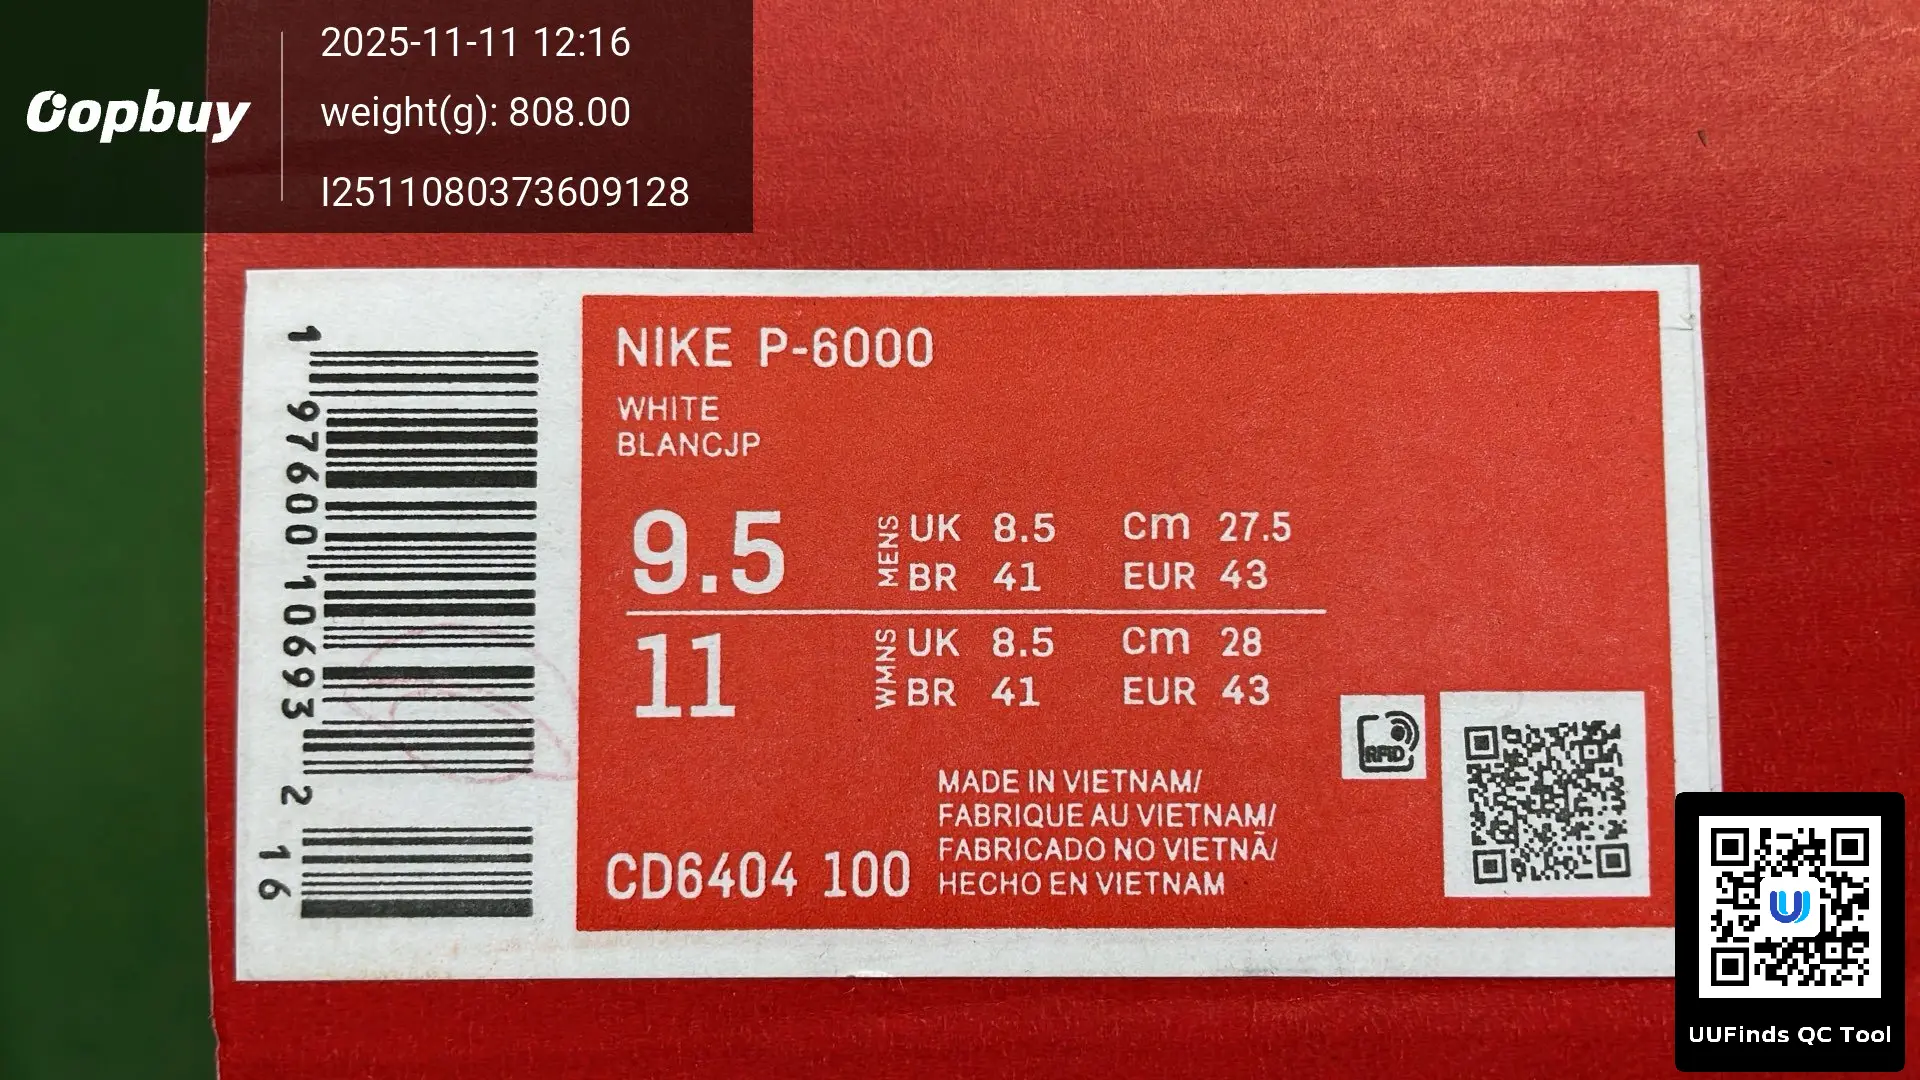 2025-11-11 12:16
oopbuy
weight(g): 808.00
I2511080373609128
NIKE P-6000
WHITE
BLANCJP
9.5 MENS UK 8.5 Cm 27.5
BR 41 EUR 43
11 WMNS UK 8.5 Cm 28
BR 41 EUR 43
RFID
MADE IN VIETNAM/
FABRIQUE AU VIETNAM/
FABRICADO NO VIETNÃ/
HECHO EN VIETNAM
CD6404 100
1 97600 10693 2 16
UUFinds QC Tool